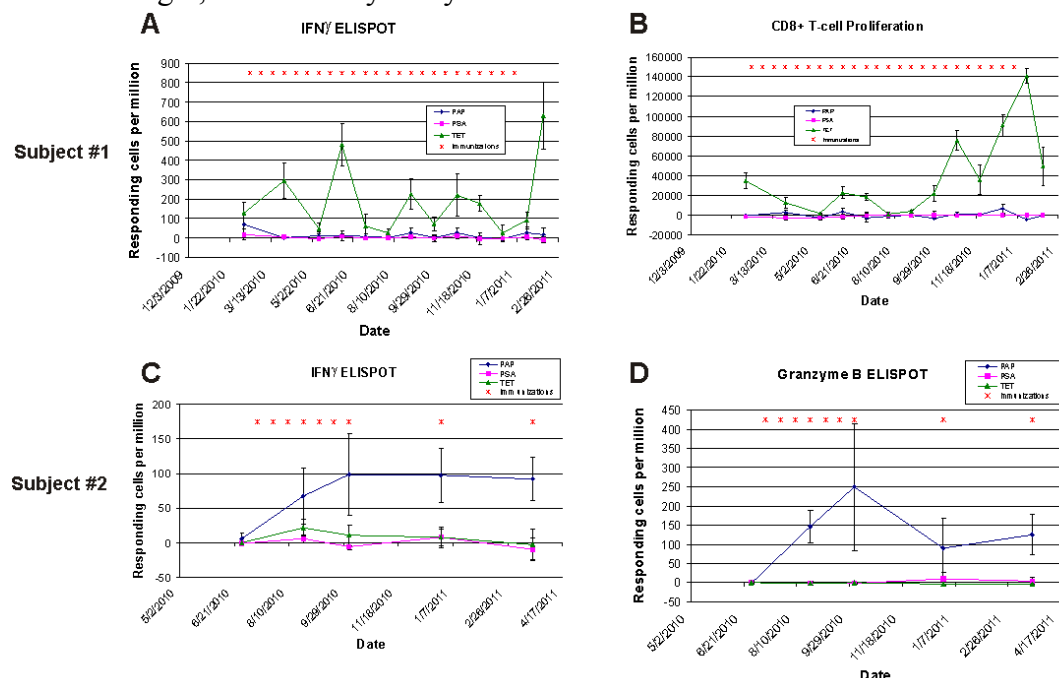 A
IFNγ ELISPOT
Responding cells per million
900
800
700
600
500
400
300
200
100
0
-100
PAP
PSA
TET
Immunizations
12/3/2009
1/22/2010
3/13/2010
5/2/2010
6/21/2010
8/10/2010
9/29/2010
11/18/2010
1/7/2011
2/26/2011
Date
B
CD8+ T-cell Proliferation
Responding cells per million
160000
140000
120000
100000
80000
60000
40000
20000
0
-20000
PAP
PSA
TET
Immunizations
12/3/2009
1/22/2010
3/13/2010
5/2/2010
6/21/2010
8/10/2010
9/29/2010
11/18/2010
1/7/2011
2/26/2011
Date
Subject #1
C
IFNγ ELISPOT
Responding cells per million
200
150
100
50
0
-50
PAP
PSA
TET
Immunizations
5/2/2010
6/21/2010
8/10/2010
9/29/2010
11/18/2010
1/7/2011
2/26/2011
4/17/2011
Date
D
Granzyme B ELISPOT
Responding cells per million
450
400
350
300
250
200
150
100
50
0
-50
PAP
PSA
TET
Immunizations
5/2/2010
6/21/2010
8/10/2010
9/29/2010
11/18/2010
1/7/2011
2/26/2011
4/17/2011
Date
Subject #2